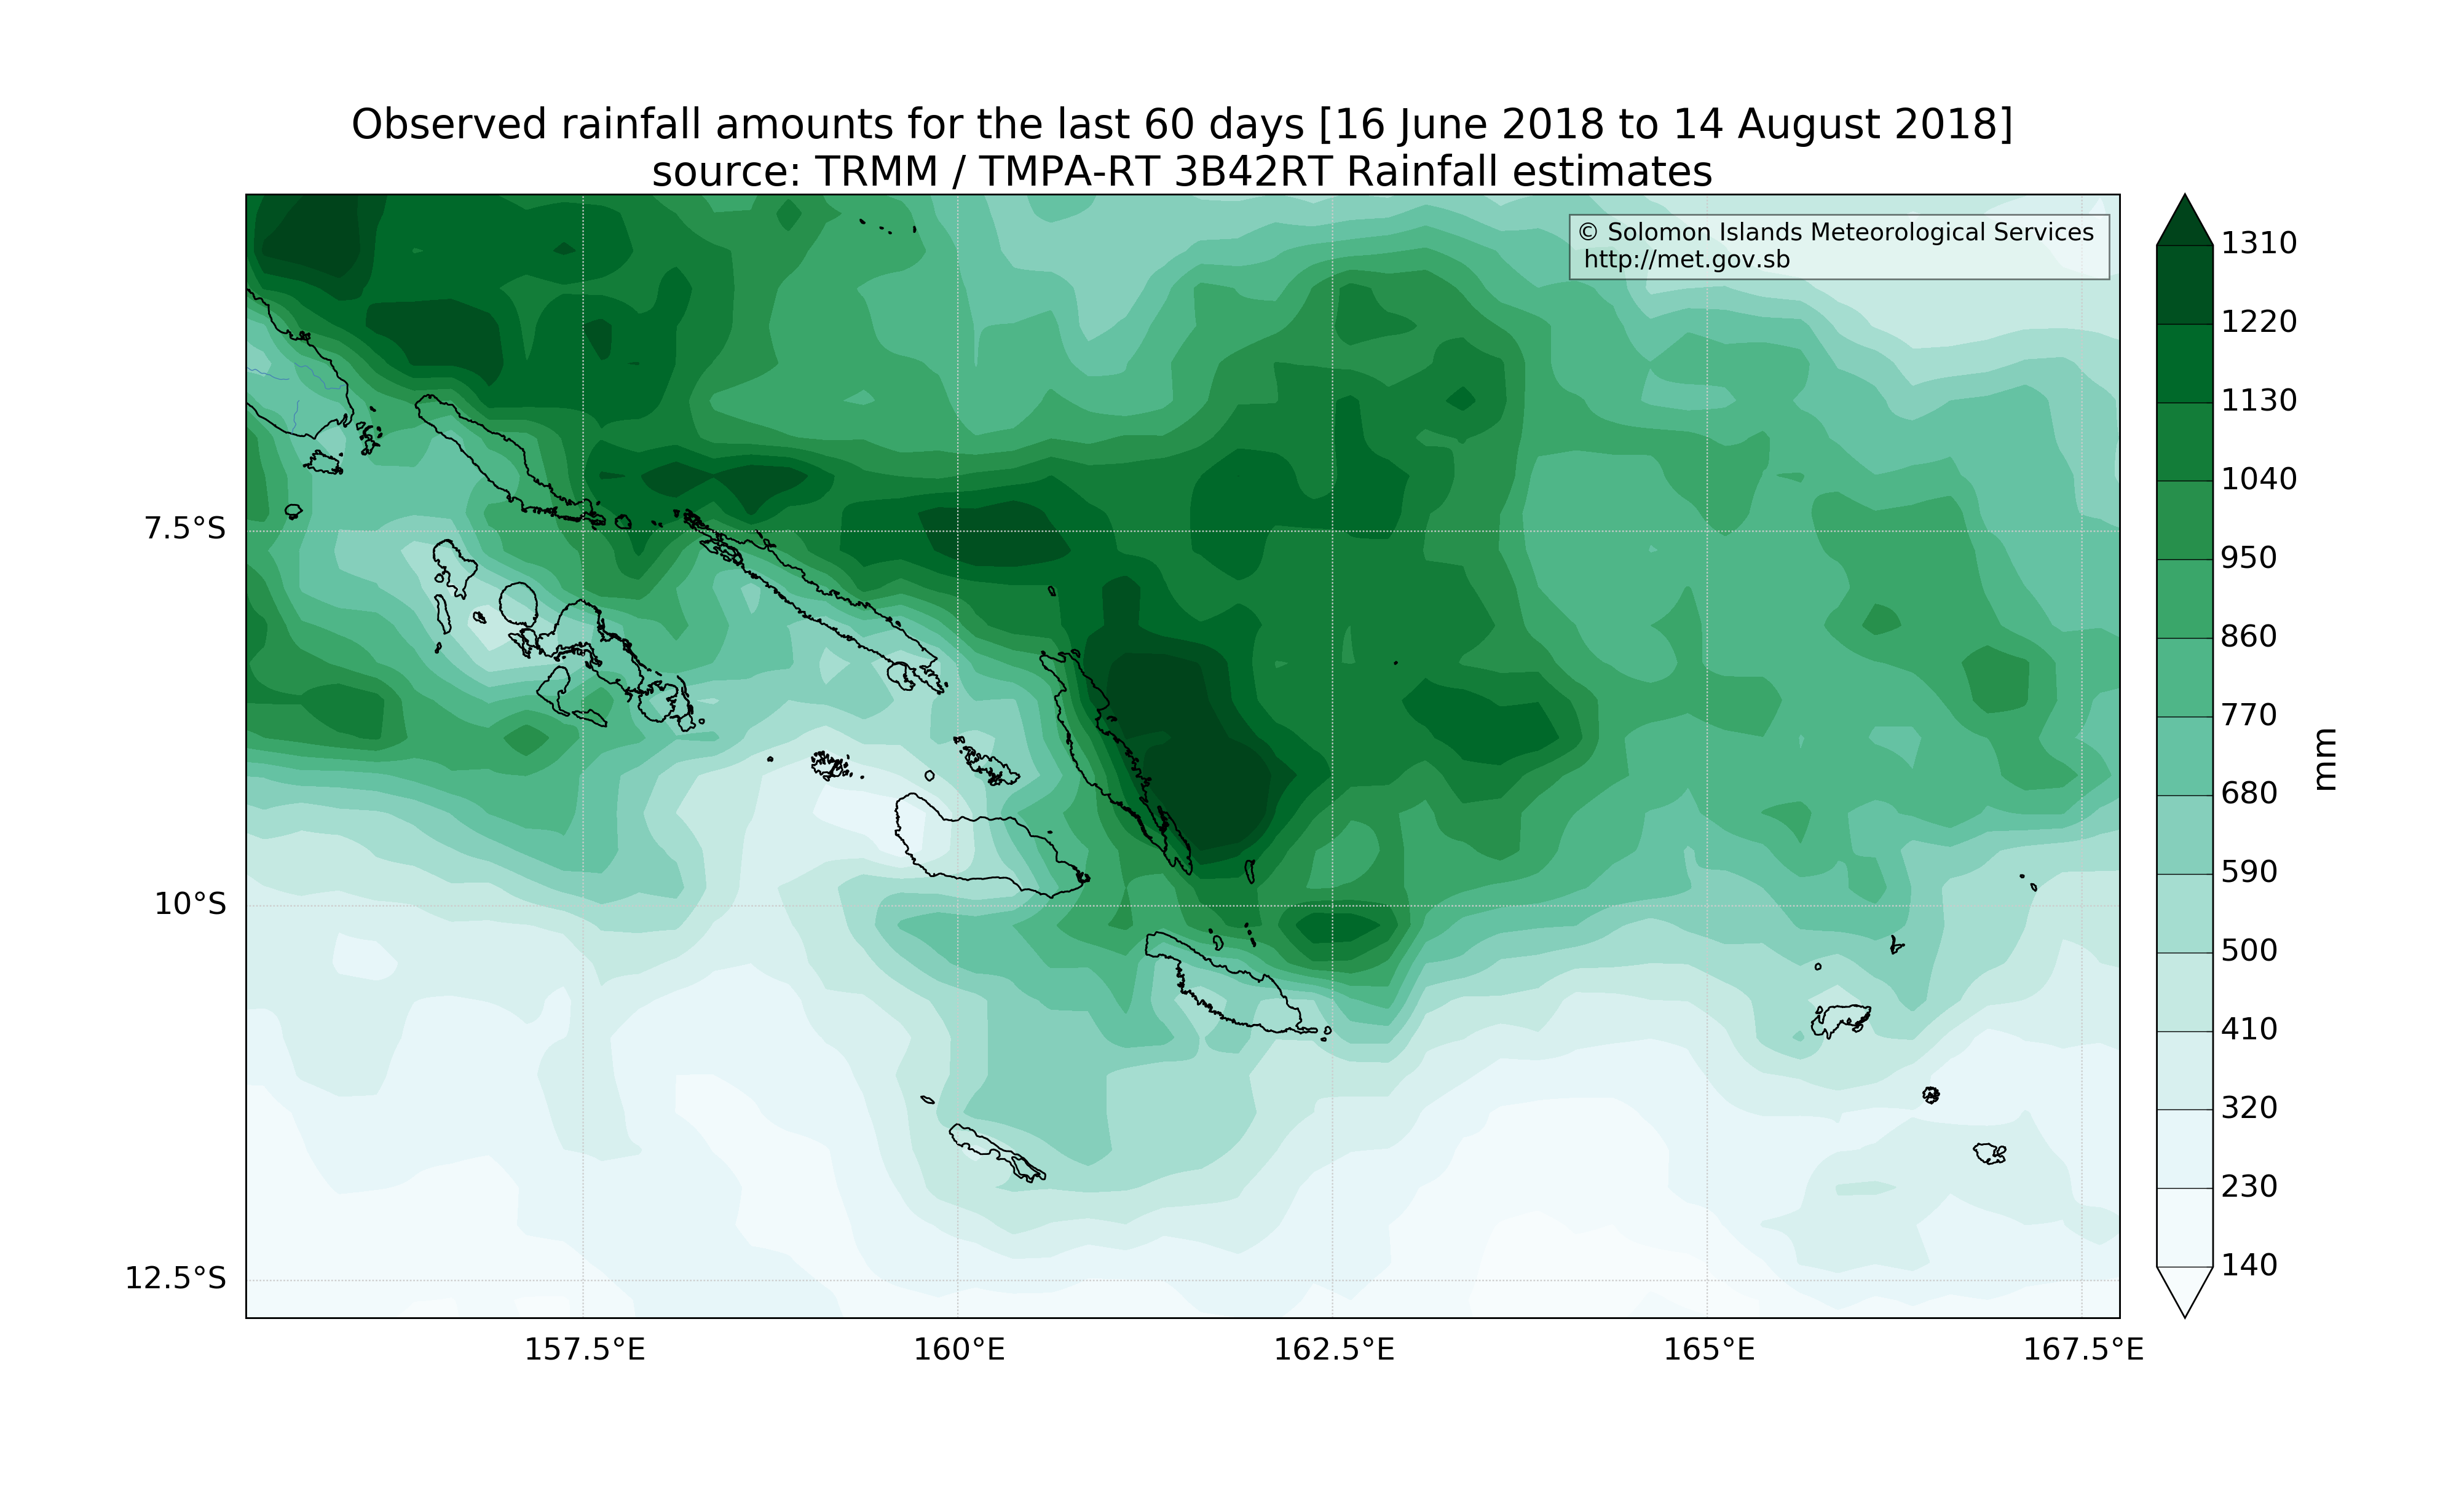 Observed rainfall amounts for the last 60 days [16 June 2018 to 14 August 2018]
source: TRMM / TMPA-RT 3B42RT Rainfall estimates
© Solomon Islands Meteorological Services
http://met.gov.sb
7.5°S
10°S
12.5°S
157.5°E
160°E
162.5°E
165°E
167.5°E
1310
1220
1130
1040
950
860
770
680
590
500
410
320
230
140
mm